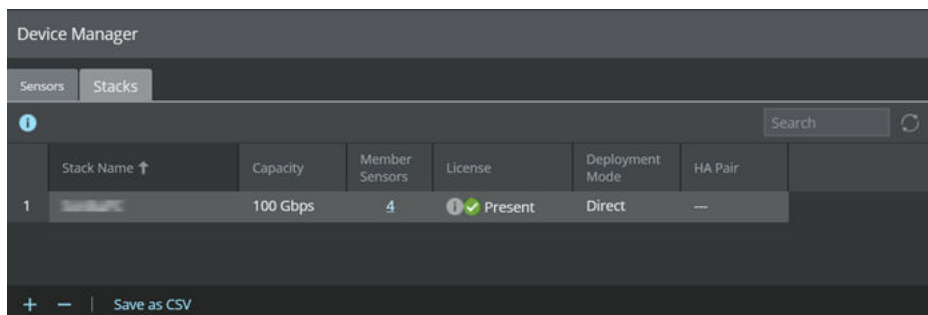 Device Manager
Sensors Stacks
Search
Stack Name Capacity Member Sensors License Deployment Mode HA Pair
1 100 Gbps 4 Present Direct ---
+ − | Save as CSV